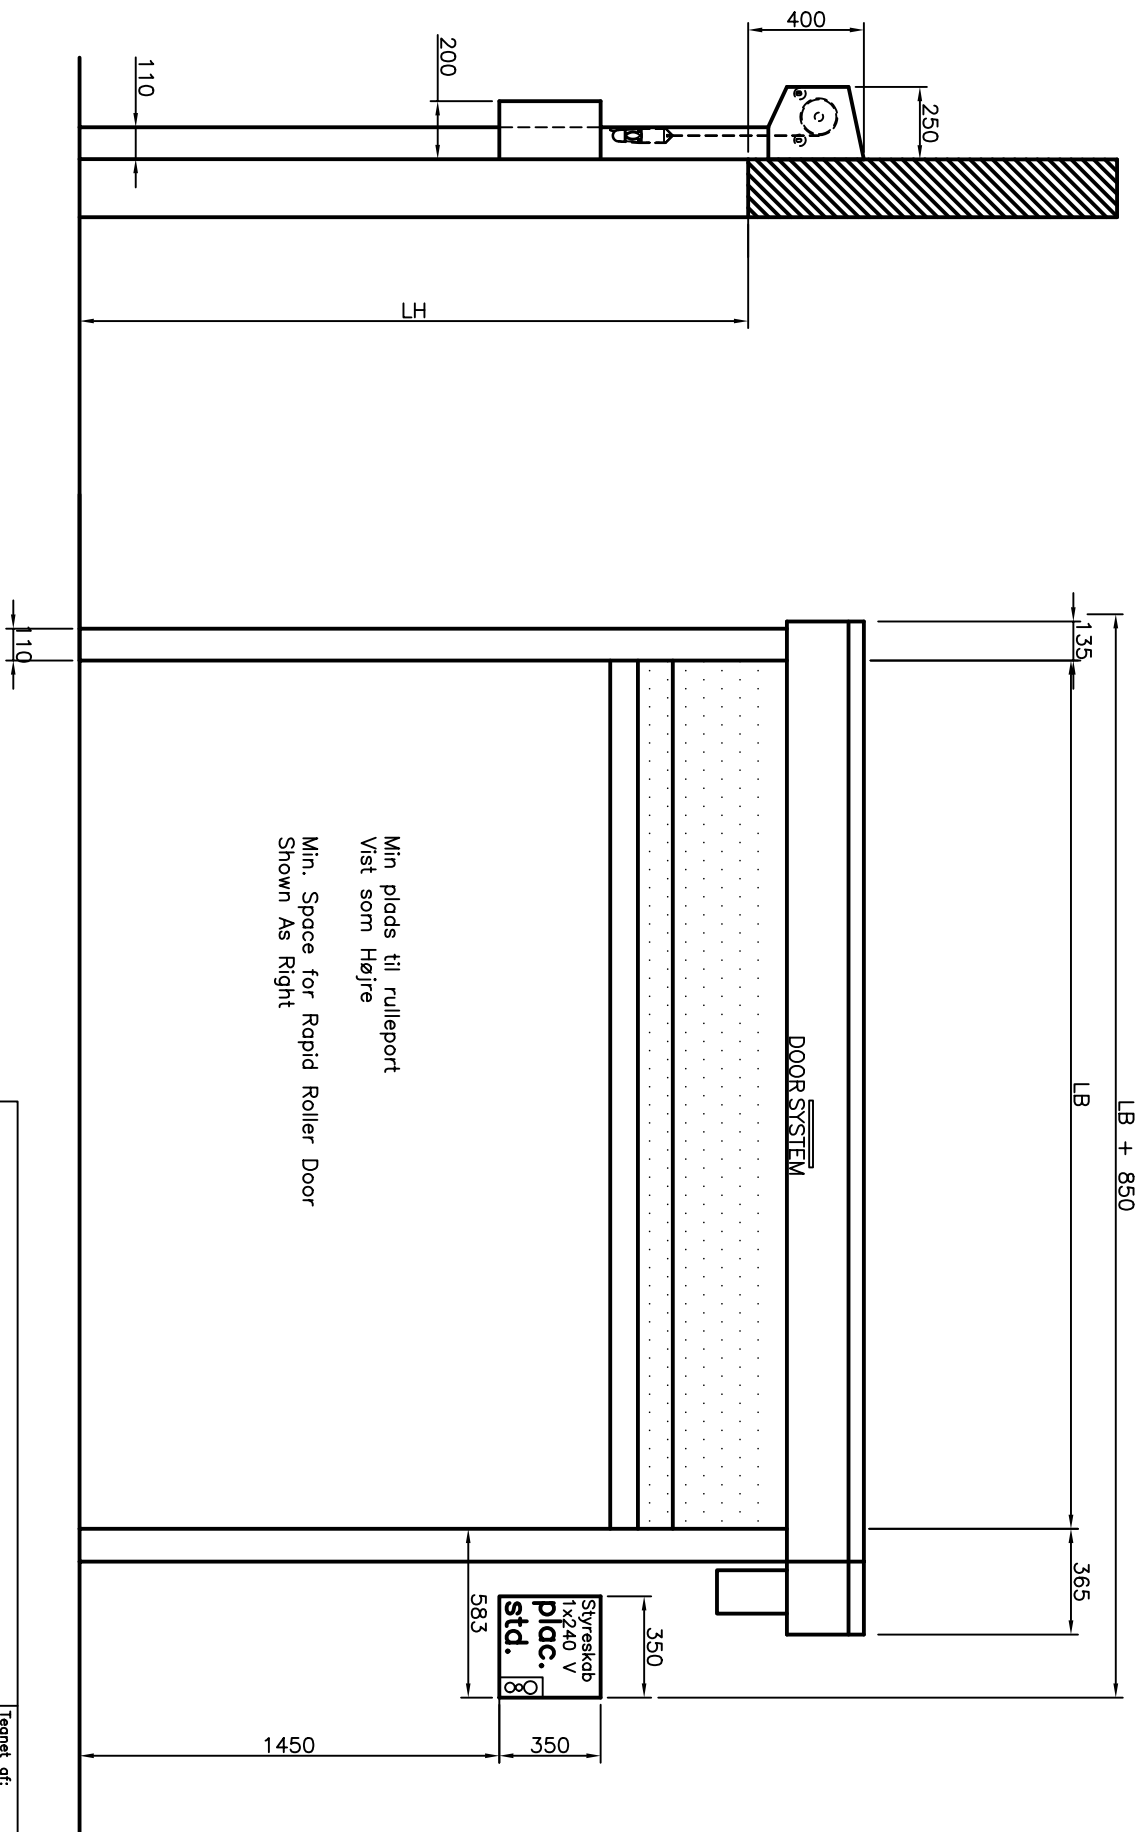 LB + 850
LB
135
365
400
250
200
110
LH
DOOR SYSTEM
Min plads til rulleport
Vist som Højre
Min. Space for Rapid Roller Door
Shown As Right
350
Styreskab
1x240 V
plac.
std.
583
350
1450
110
Tegnet af: